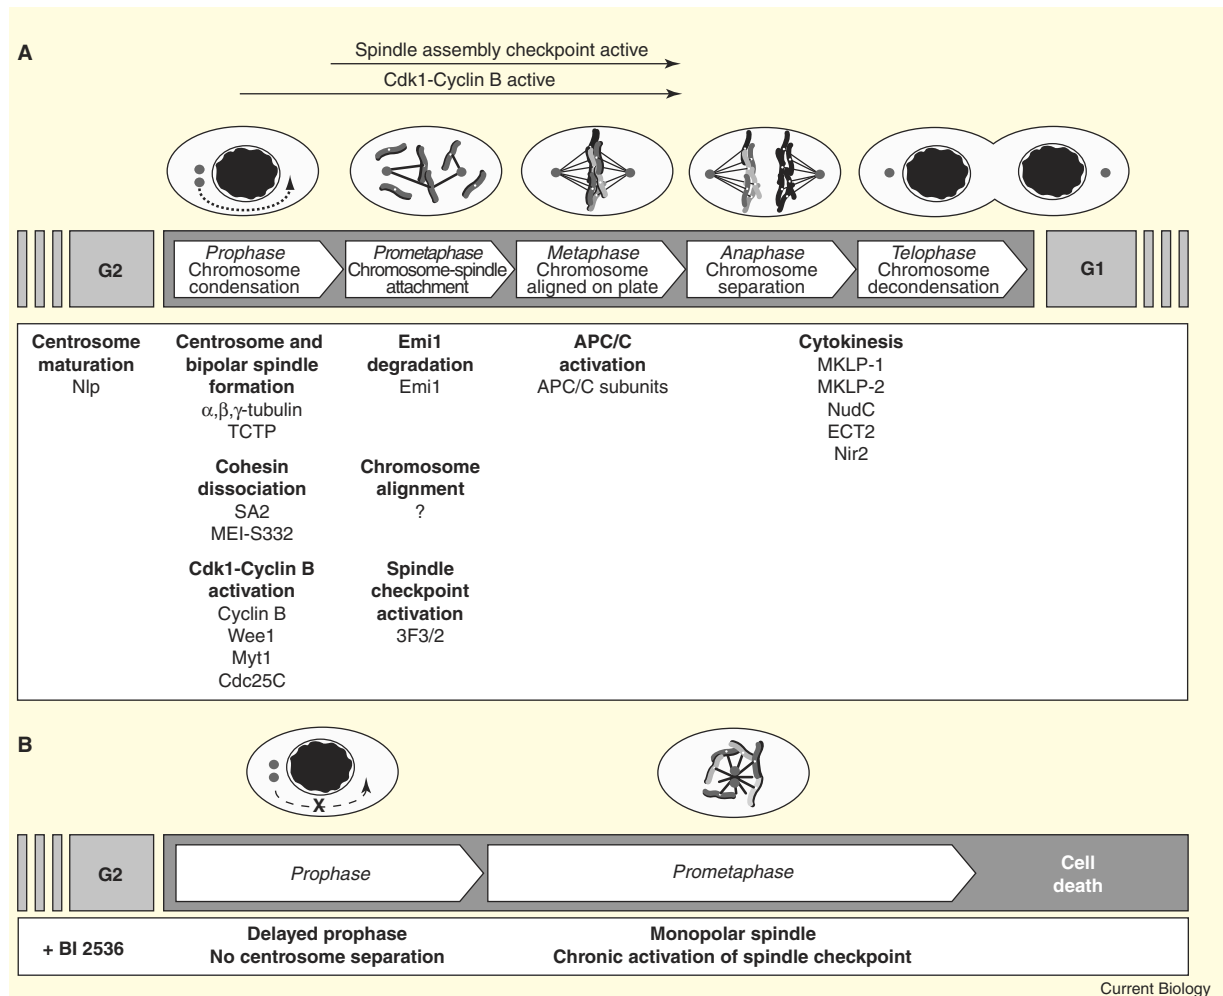 A
Spindle assembly checkpoint active
Cdk1-Cyclin B active
G2
Prophase
Chromosome
condensation
Prometaphase
Chromosome-spindle
attachment
Metaphase
Chromosome
aligned on plate
Anaphase
Chromosome
separation
Telophase
Chromosome
decondensation
G1
Centrosome
maturation
Nlp
Centrosome and
bipolar spindle
formation
α,β,γ-tubulin
TCTP
Cohesin
dissociation
SA2
MEI-S332
Cdk1-Cyclin B
activation
Cyclin B
Wee1
Myt1
Cdc25C
Emi1
degradation
Emi1
Chromosome
alignment
?
Spindle
checkpoint
activation
3F3/2
APC/C
activation
APC/C subunits
Cytokinesis
MKLP-1
MKLP-2
NudC
ECT2
Nir2
B
X
G2
Prophase
Prometaphase
Cell
death
+ BI 2536
Delayed prophase
No centrosome separation
Monopolar spindle
Chronic activation of spindle checkpoint
Current Biology